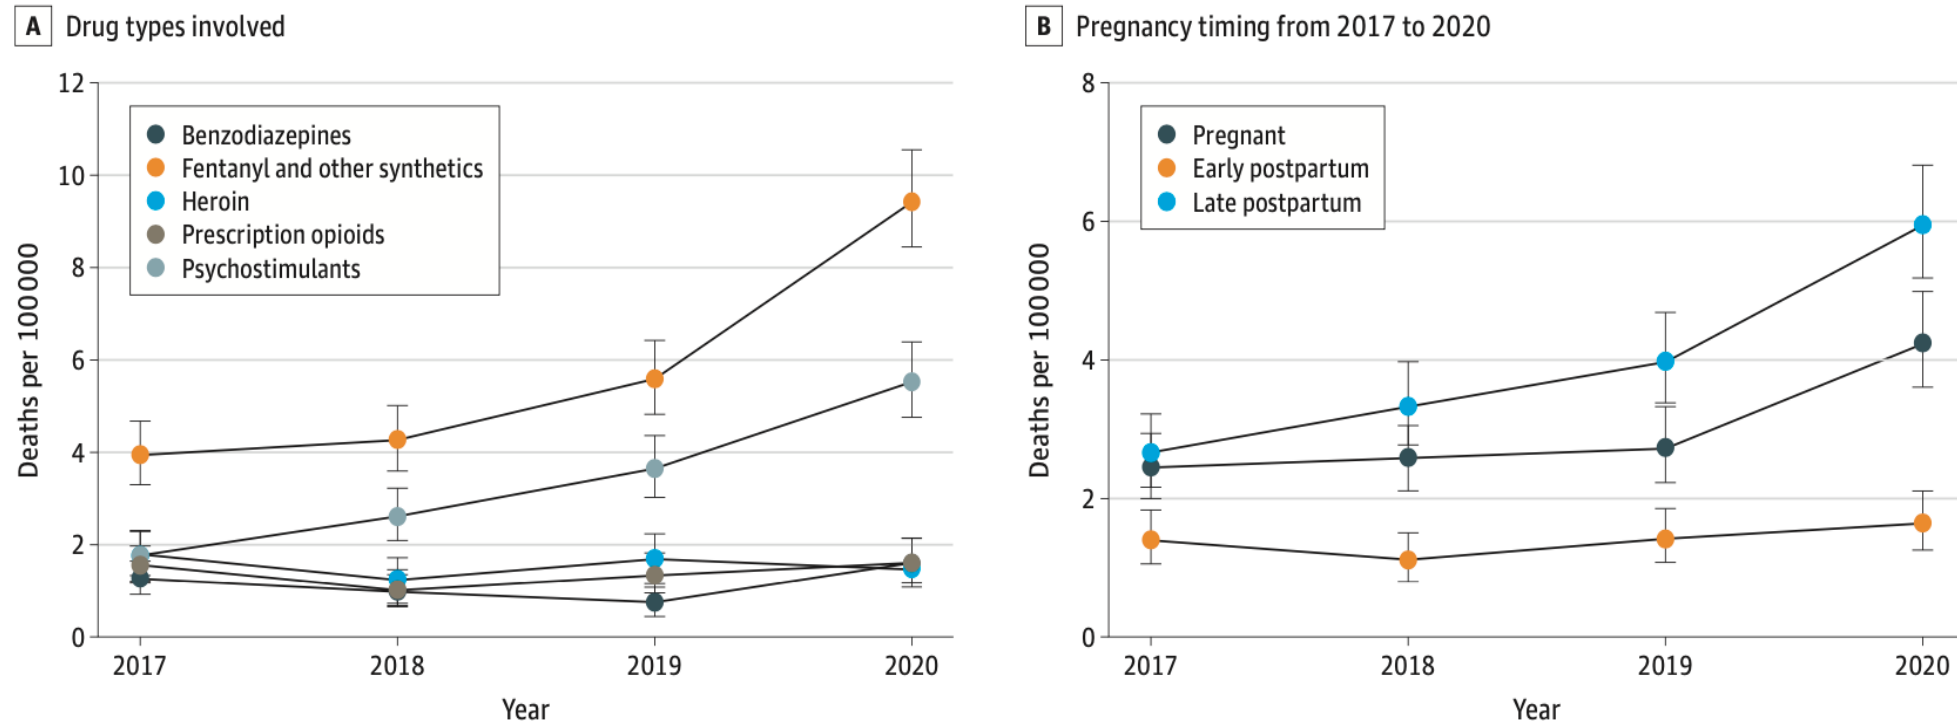 A Drug types involved
12
10
8
6
4
2
0
Deaths per 100 000
Benzodiazepines
Fentanyl and other synthetics
Heroin
Prescription opioids
Psychostimulants
2017 2018 2019 2020
Year
B Pregnancy timing from 2017 to 2020
8
6
4
2
0
Deaths per 100 000
Pregnant
Early postpartum
Late postpartum
2017 2018 2019 2020
Year